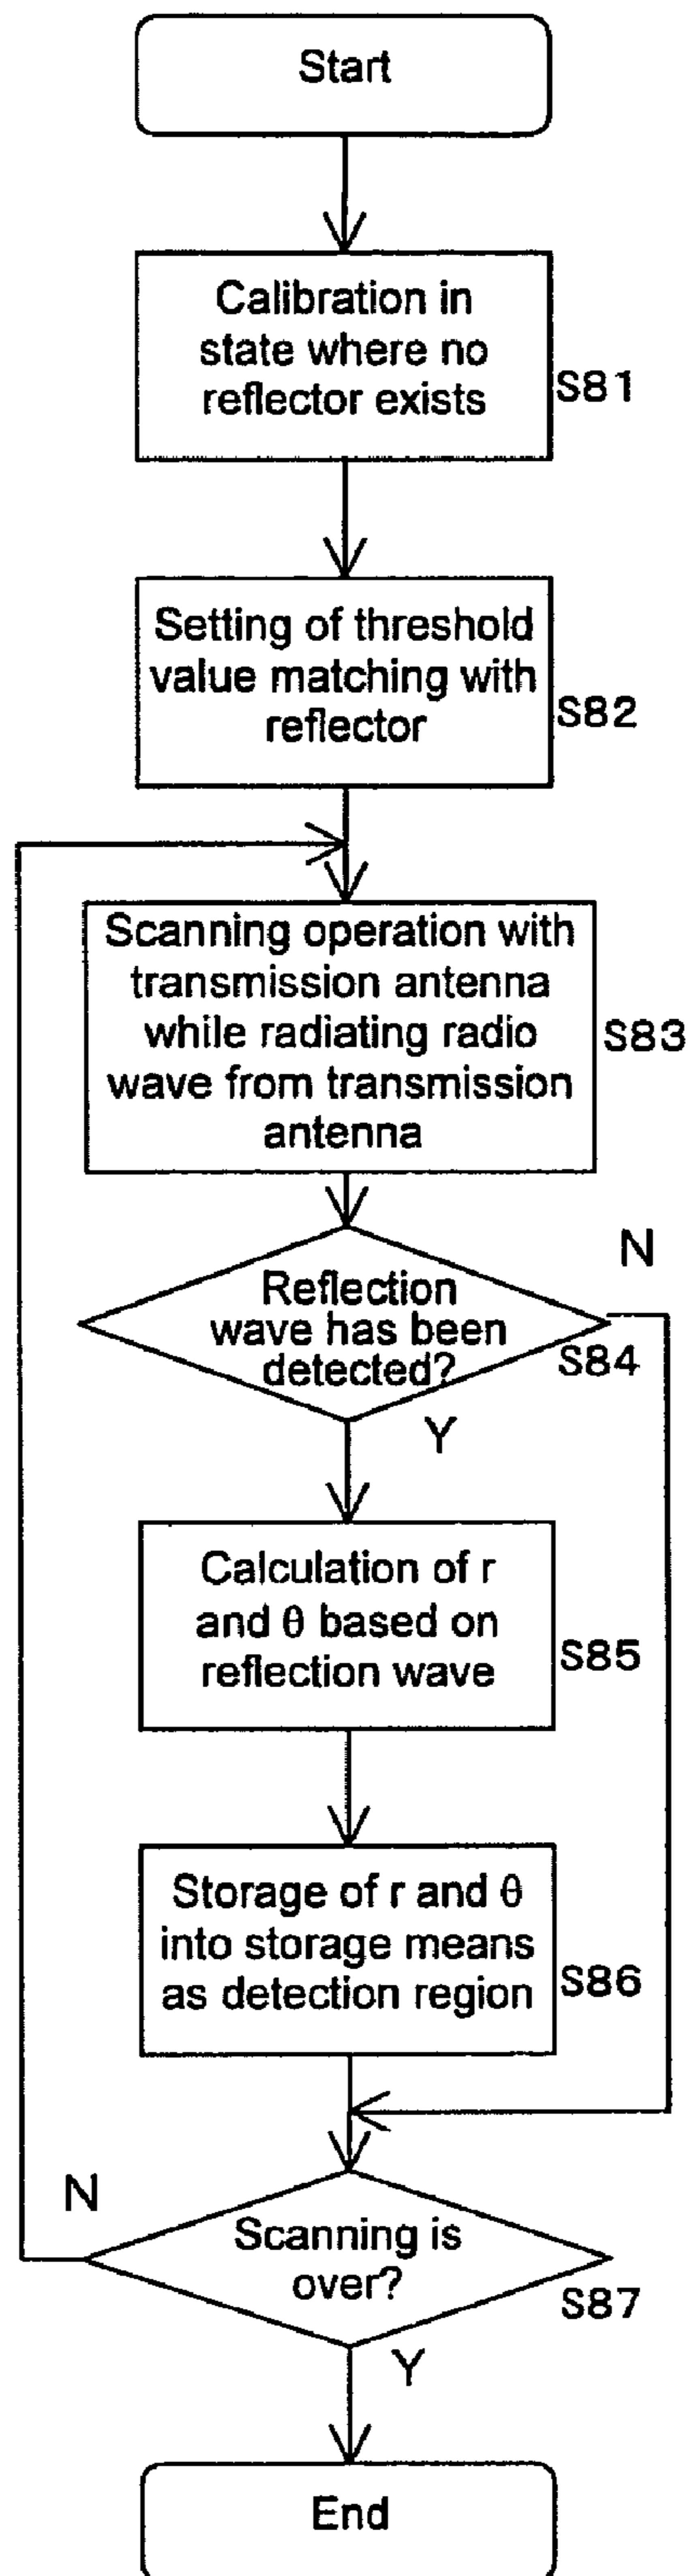 Start
Calibration in
state where no
reflector exists
S81
Setting of threshold
value matching with
reflector
S82
Scanning operation with
transmission antenna
while radiating radio
wave from transmission
antenna
S83
N
Reflection
wave has been
detected?
S84
Y
Calculation of r
and θ based on
reflection wave
S85
Storage of r and θ
into storage means
as detection region
S86
N
Scanning is
over?
S87
Y
End